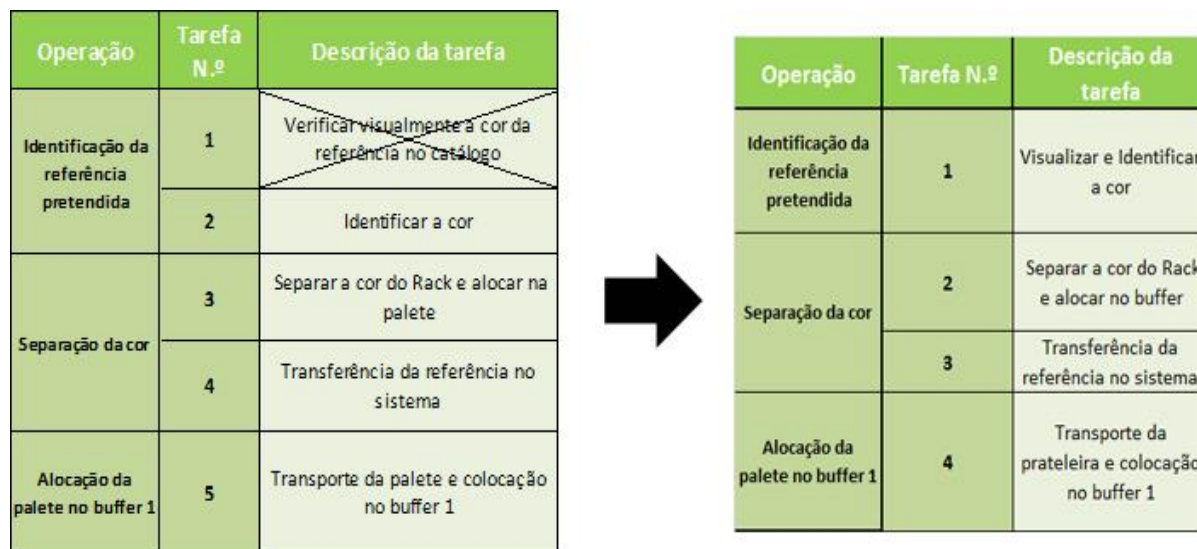 Operação
Tarefa
N.º
Descrição da tarefa
Identificação da
referência
pretendida
1
Verificar visualmente a cor da
referência no catálogo
2
Identificar a cor
Separação da cor
3
Separar a cor do Rack e alocar na
palete
4
Transferência da referência no
sistema
Alocação da
palete no buffer 1
5
Transporte da palete e colocação
no buffer 1
Operação
Tarefa N.º
Descrição da
tarefa
Identificação da
referência
pretendida
1
Visualizar e Identificar
a cor
Separação da cor
2
Separar a cor do Rack
e alocar no buffer
3
Transferência da
referência no sistema
Alocação da
palete no buffer 1
4
Transporte da
prateleira e colocação
no buffer 1